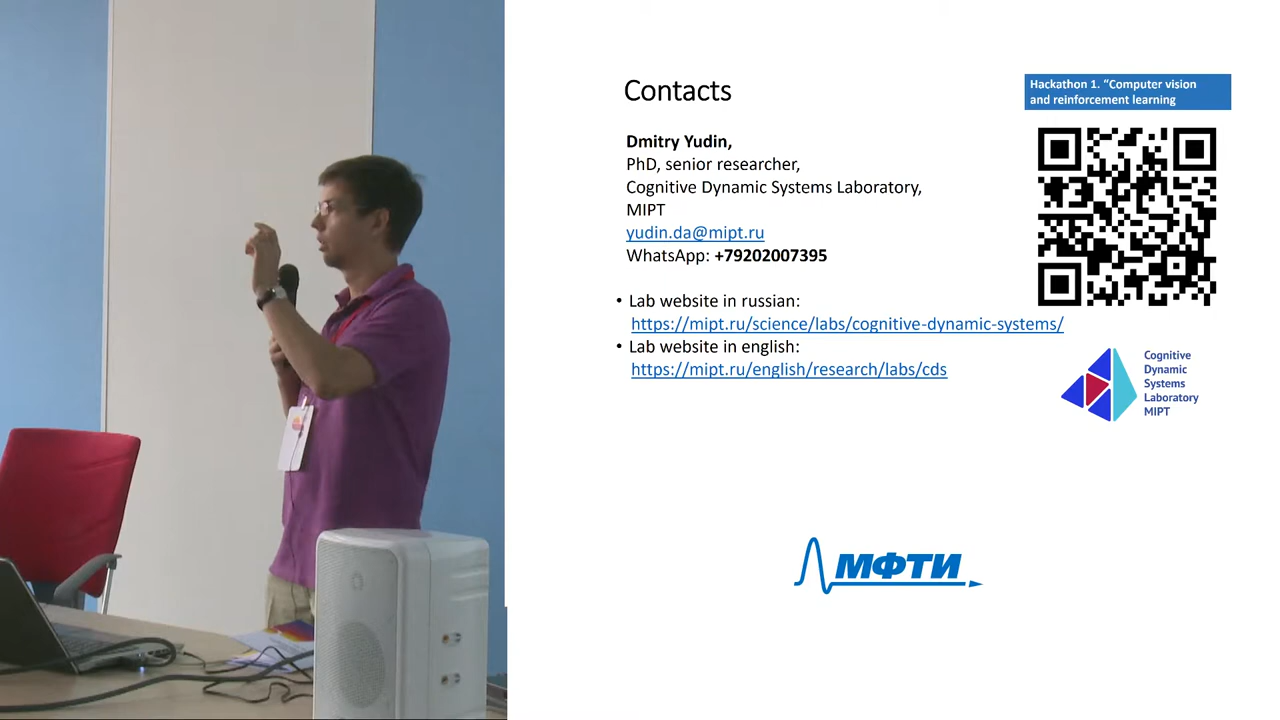 Contacts
Hackathon 1. “Computer vision
and reinforcement learning
Dmitry Yudin,
PhD, senior researcher,
Cognitive Dynamic Systems Laboratory,
MIPT
yudin.da@mipt.ru
WhatsApp: +79202007395
• Lab website in russian:
https://mipt.ru/science/labs/cognitive-dynamic-systems/
• Lab website in english:
https://mipt.ru/english/research/labs/cds
Cognitive
Dynamic
Systems
Laboratory
MIPT
МФТИ